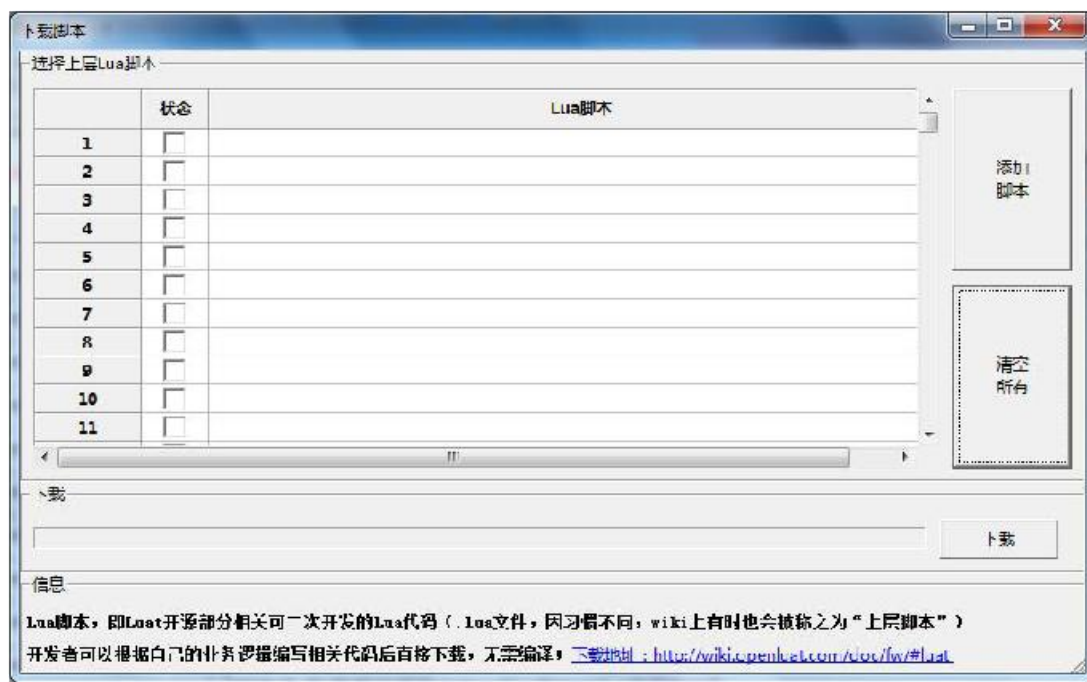 下载脚本
选择上层Lua脚本
状态 Lua脚本
1
2
3
4
5
6
7
8
9
10
11
添加
脚本
清空
所有
下载
下载
信息
Lua脚本，即Luat开源部分相关可二次开发的Lua代码（.lua文件，因习惯不同，wiki上有时也会被称之为“上层脚本”）
开发者可以根据自己的业务逻辑编写相关代码后直接下载，无需编译，下载地址：http://wiki.openluat.com/doc/fw/#luat